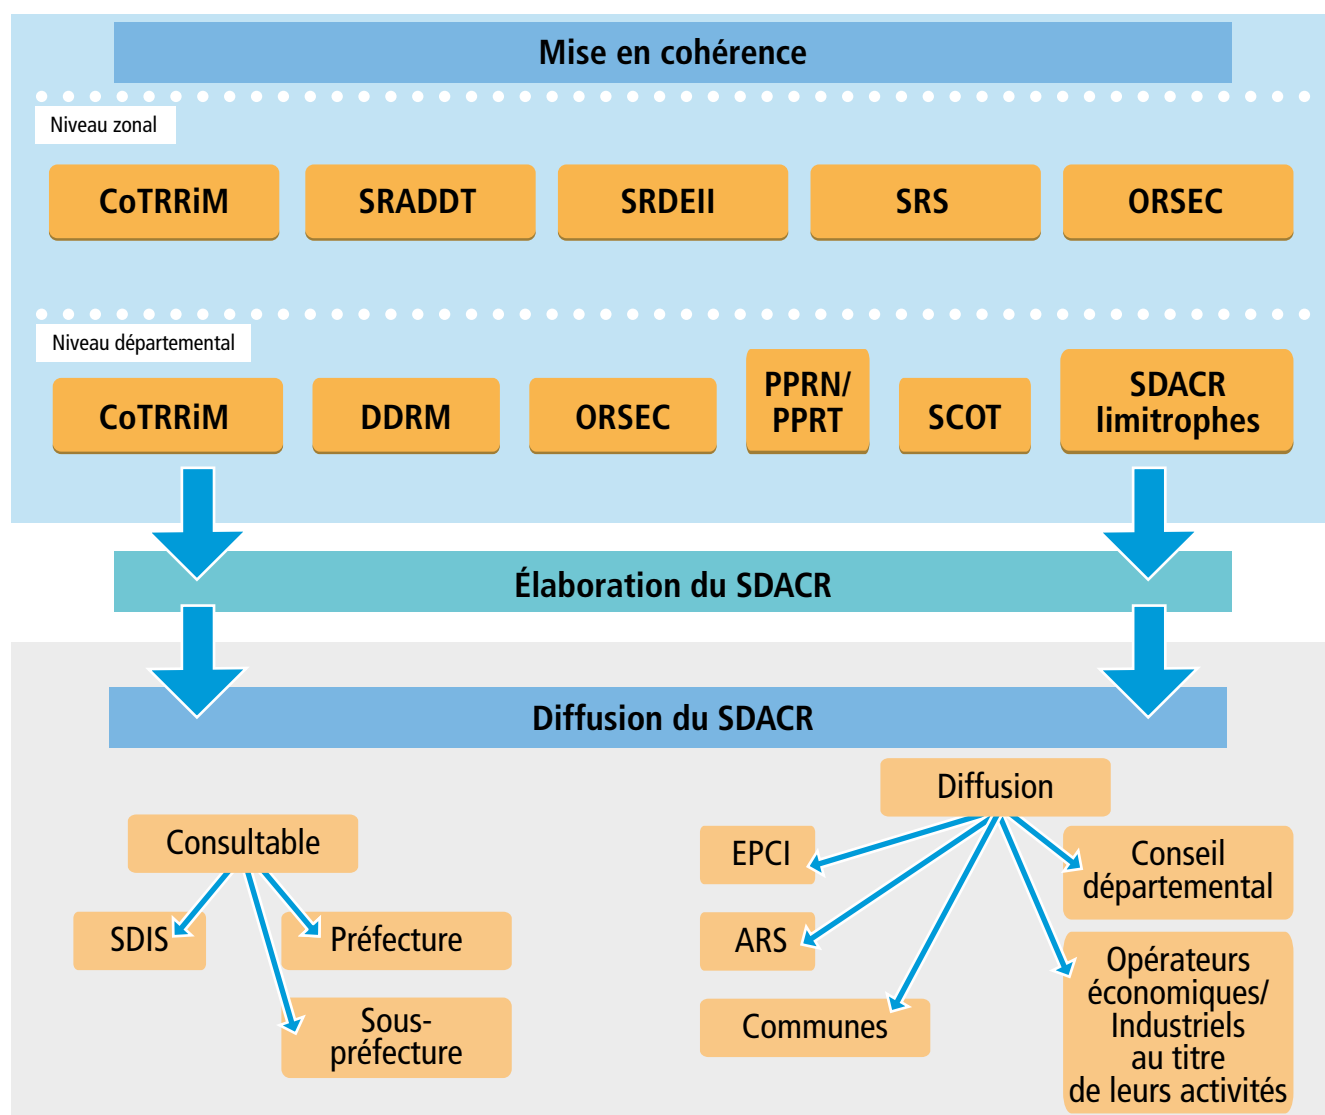 Mise en cohérence
Niveau zonal
CoTRRiM
SRADDT
SRDEII
SRS
ORSEC
Niveau départemental
CoTRRiM
DDRM
ORSEC
PPRN/
PPRT
SCOT
SDACR
limitrophes
Élaboration du SDACR
Diffusion du SDACR
Consultable
SDIS
Préfecture
Sous-
préfecture
Diffusion
EPCI
ARS
Communes
Conseil
départemental
Opérateurs
économiques/
Industriels
au titre
de leurs activités